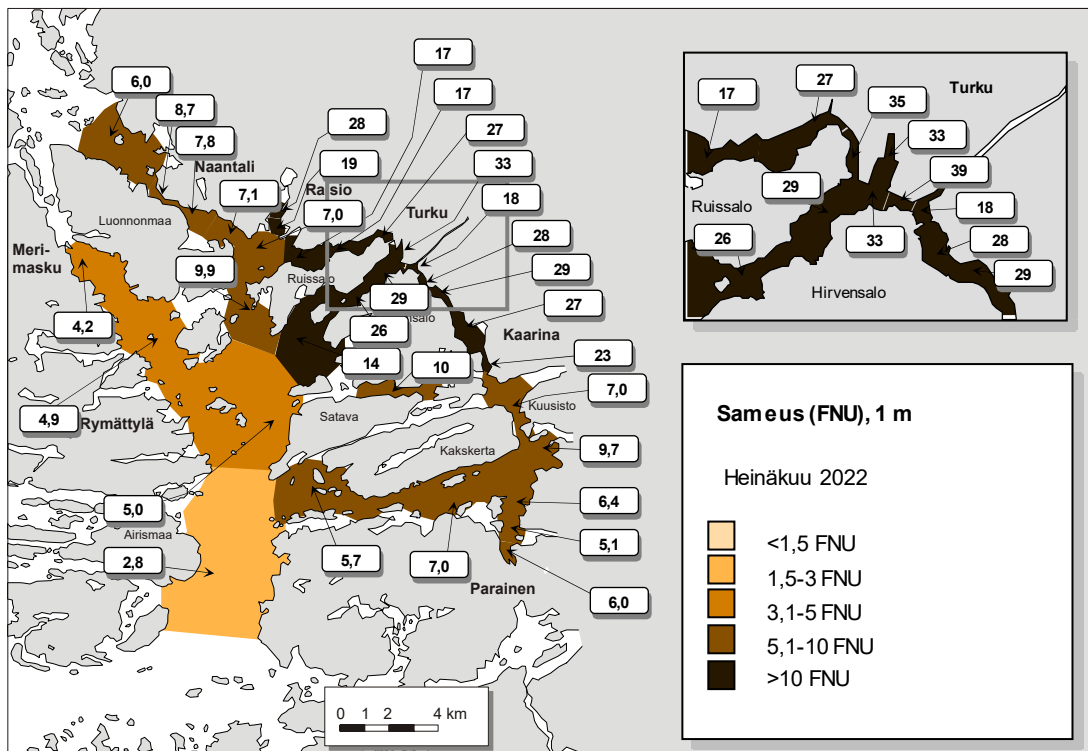 17
6,0
17
27
8,7
28
7,8
27
35
Turku
17
Naantali
33
19
33
7,1
Raisio
39
7,0
Turku
18
29
Luonnonmaa
Ruissalo
18
Meri-
masku
28
28
26
33
9,9
Ruissalo
29
29
29
Hirvensalo
4,2
26
27
Kaarina
14
10
23
4,9
Rymättylä
Satava
Kuusisto
7,0
Sameus (FNU), 1 m
Kakskerta
9,7
Heinäkuu 2022
5,0
6,4
Airismaa
<1,5 FNU
2,8
5,7
7,0
5,1
1,5-3 FNU
Parainen
6,0
3,1-5 FNU
5,1-10 FNU
>10 FNU
0 1 2 4 km